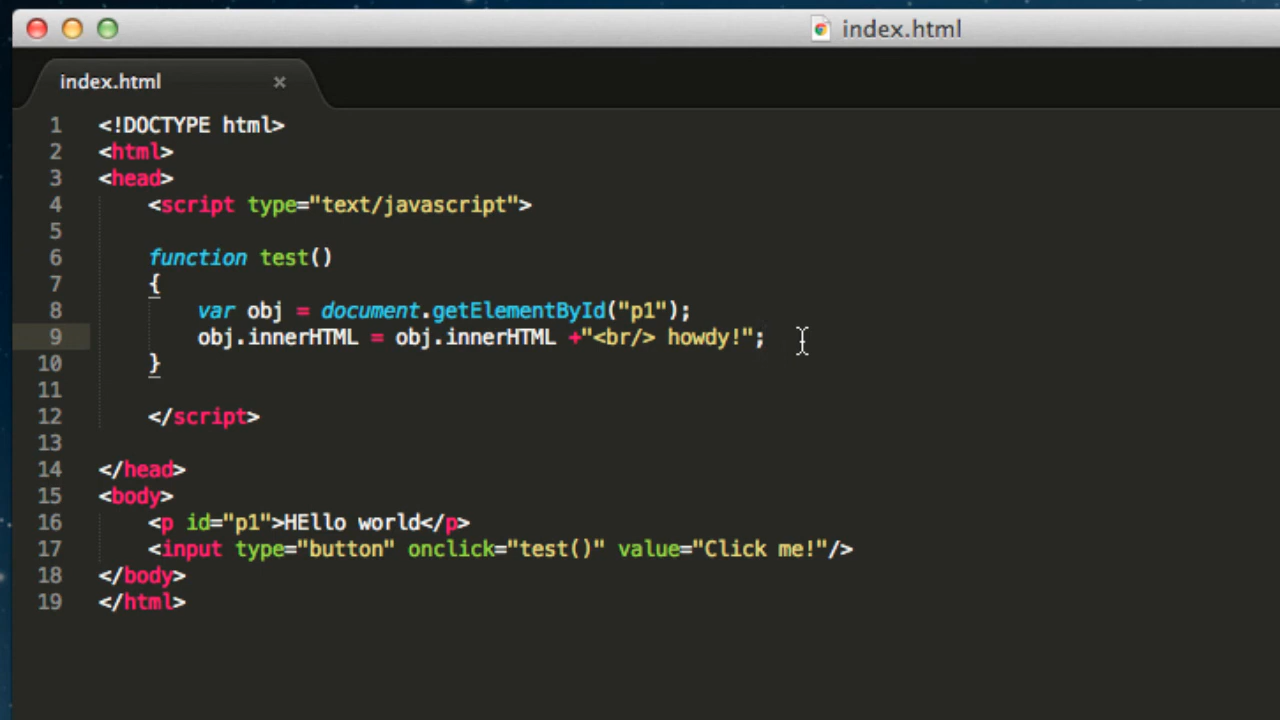 index.html
index.html ×
1 <!DOCTYPE html>
2 <html>
3 <head>
4 <script type="text/javascript">
5
6 function test()
7 {
8 var obj = document.getElementById("p1");
9 obj.innerHTML = obj.innerHTML +"<br/> howdy!";
10 }
11
12 </script>
13
14 </head>
15 <body>
16 <p id="p1">HEllo world</p>
17 <input type="button" onclick="test()" value="Click me!"/>
18 </body>
19 </html>